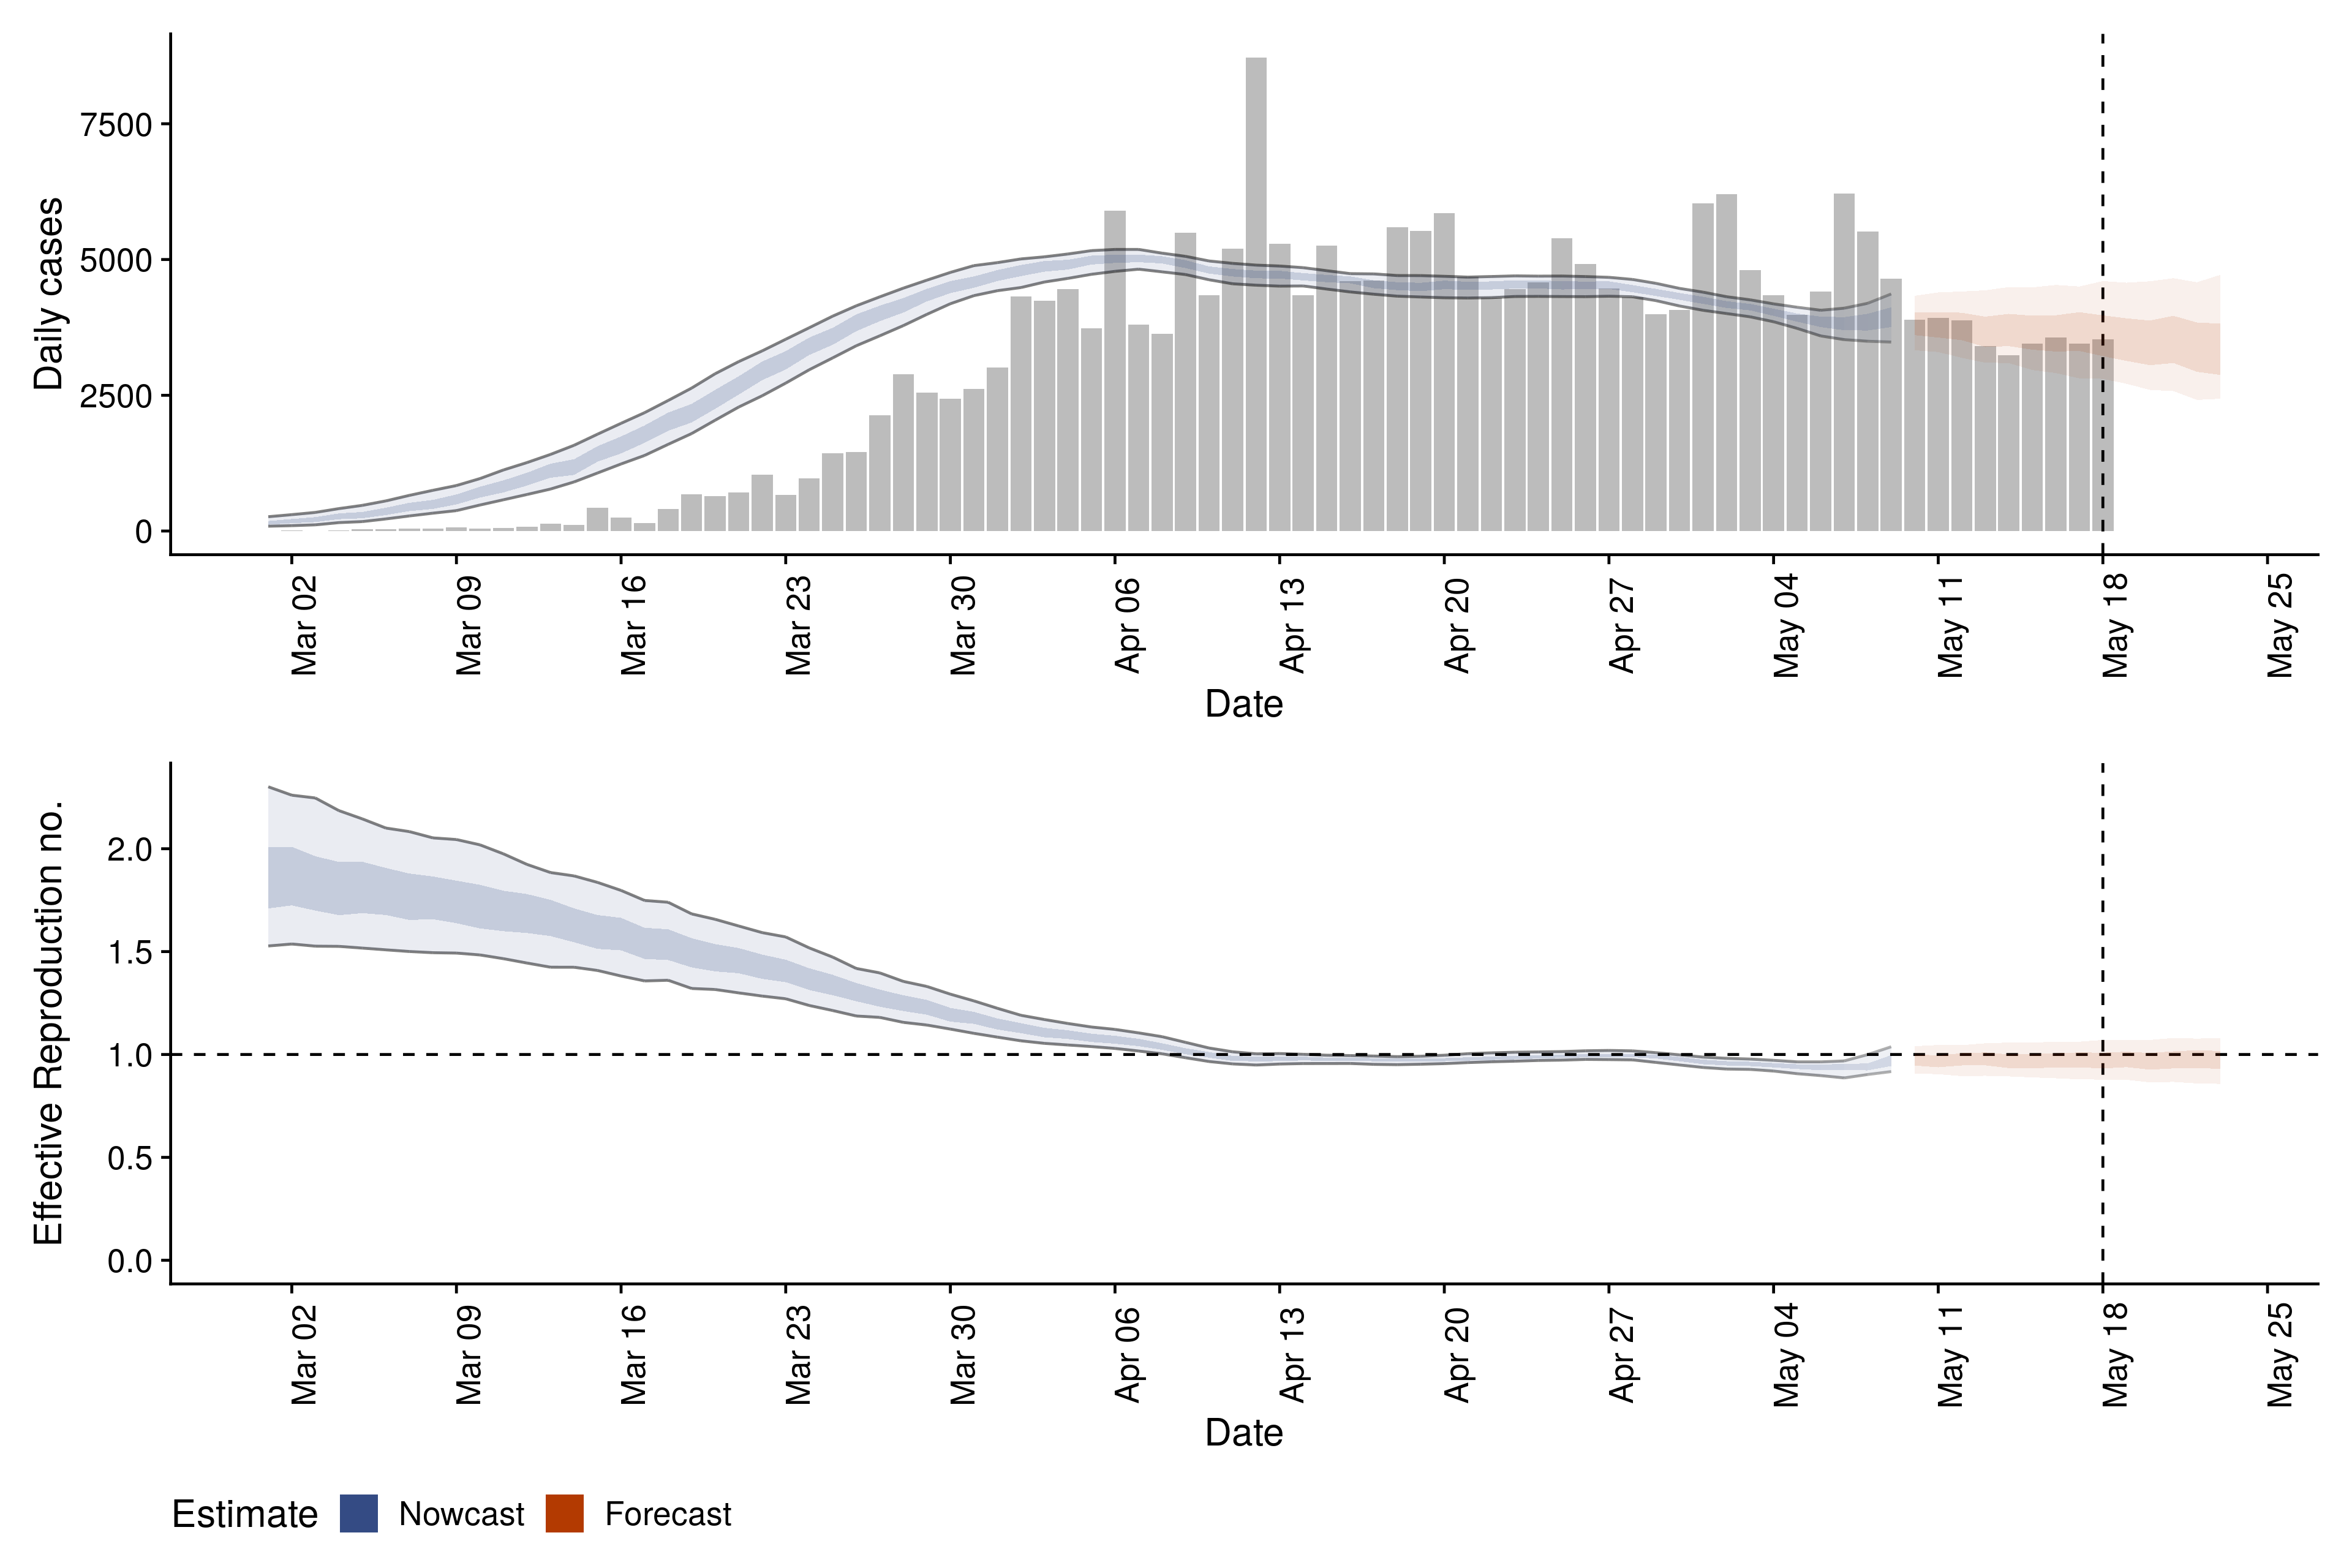 Daily cases
7500
5000
2500
0
Mar 02 Mar 09 Mar 16 Mar 23 Mar 30 Apr 06 Apr 13 Apr 20 Apr 27 May 04 May 11 May 18 May 25
Date
Effective Reproduction no.
2.0
1.5
1.0
0.5
0.0
Mar 02 Mar 09 Mar 16 Mar 23 Mar 30 Apr 06 Apr 13 Apr 20 Apr 27 May 04 May 11 May 18 May 25
Date
Estimate Nowcast Forecast